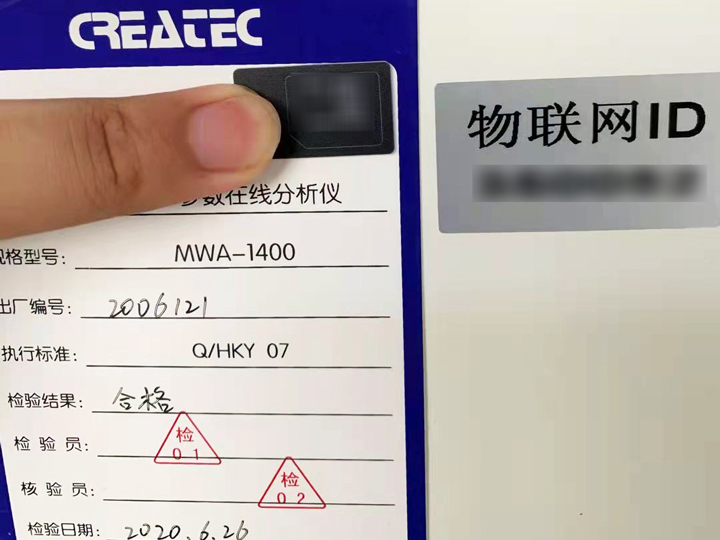 CREATEC
物联网ID
参数在线分析仪
规格型号: MWA-1400
出厂编号: 2006121
执行标准: Q/HKY 07
检验结果: 合格
检验员: 检 01
核验员: 检 02
检验日期: 2020.6.26